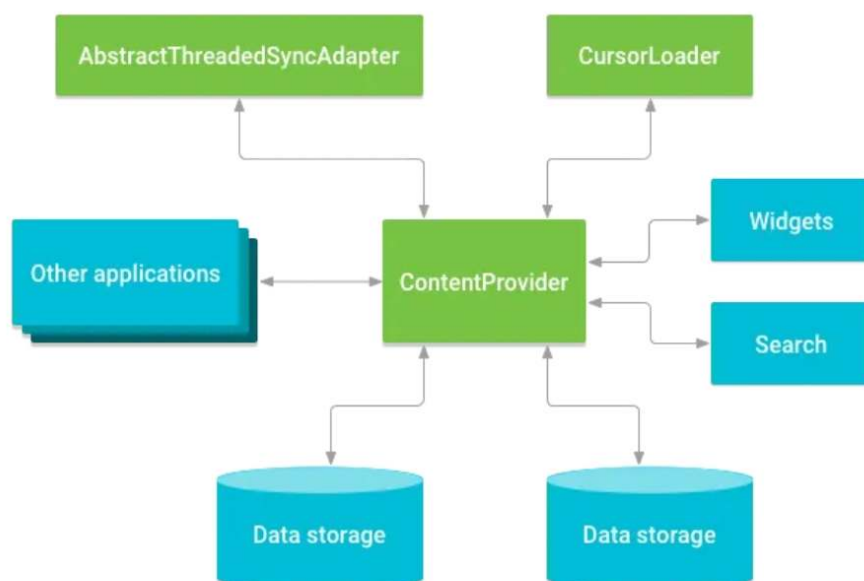 AbstractThreadedSyncAdapter
CursorLoader
Widgets
Other applications
ContentProvider
Search
Data storage
Data storage